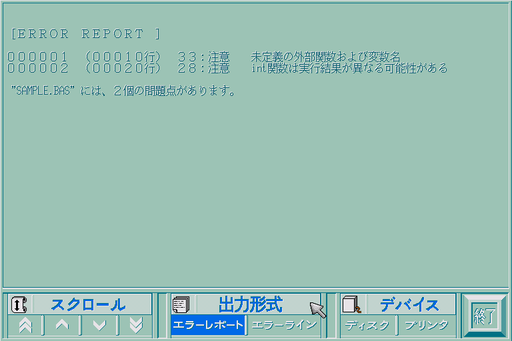 [ERROR REPORT ]
000001 (00010行) 33:注意 未定義の外部関数および変数名
000002 (00020行) 28:注意 int関数は実行結果が異なる可能性がある
"SAMPLE.BAS" には、2個の問題点があります。
スクロール 出力形式 デバイス 終了
エラーレポート エラーライン ディスク プリンタ